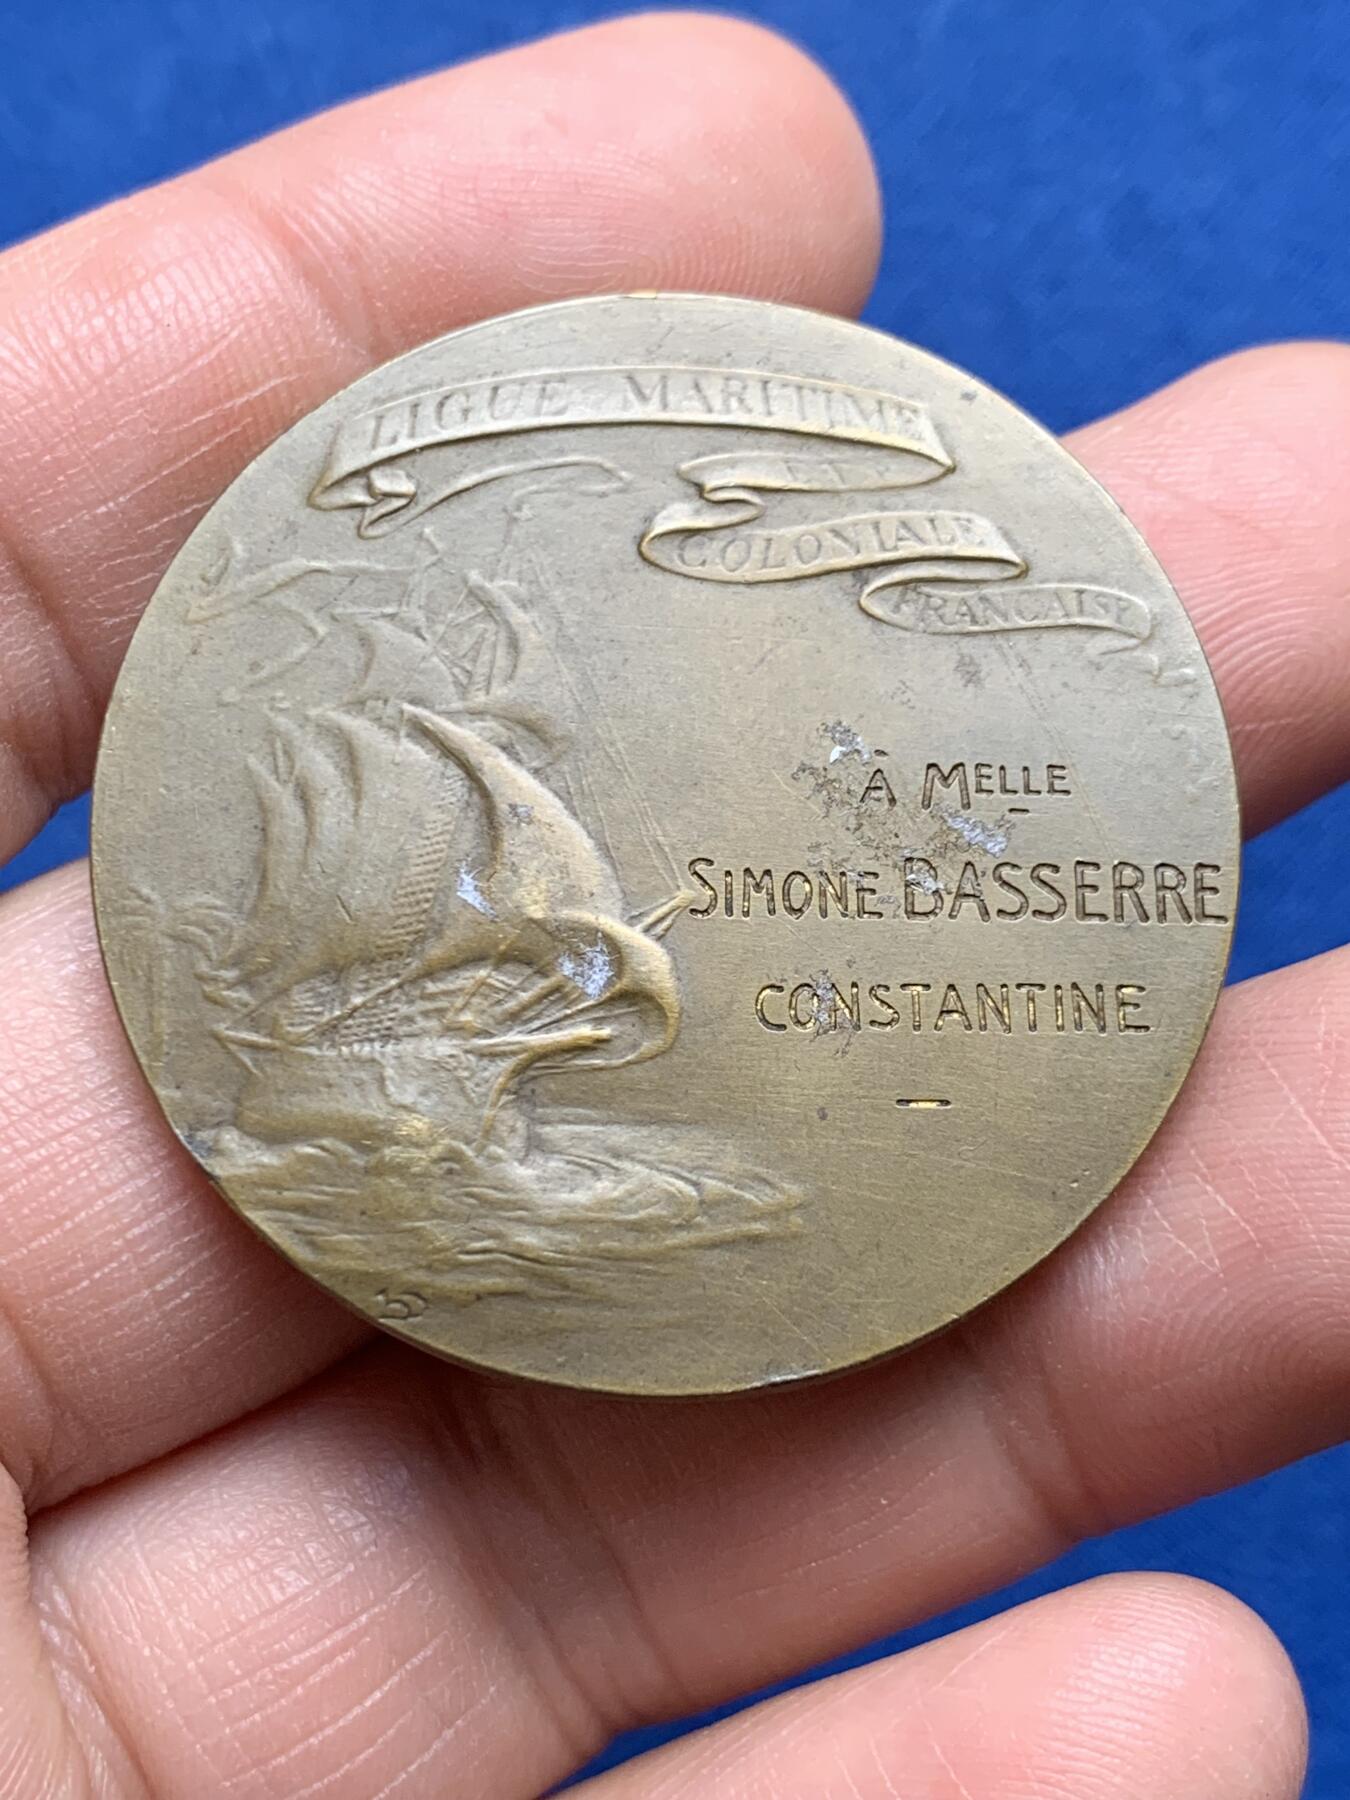 LIGUE MARITIME
ET
COLONIALE
FRANÇAISE
À MELLE
SIMONE BASSERRE
CONSTANTINE